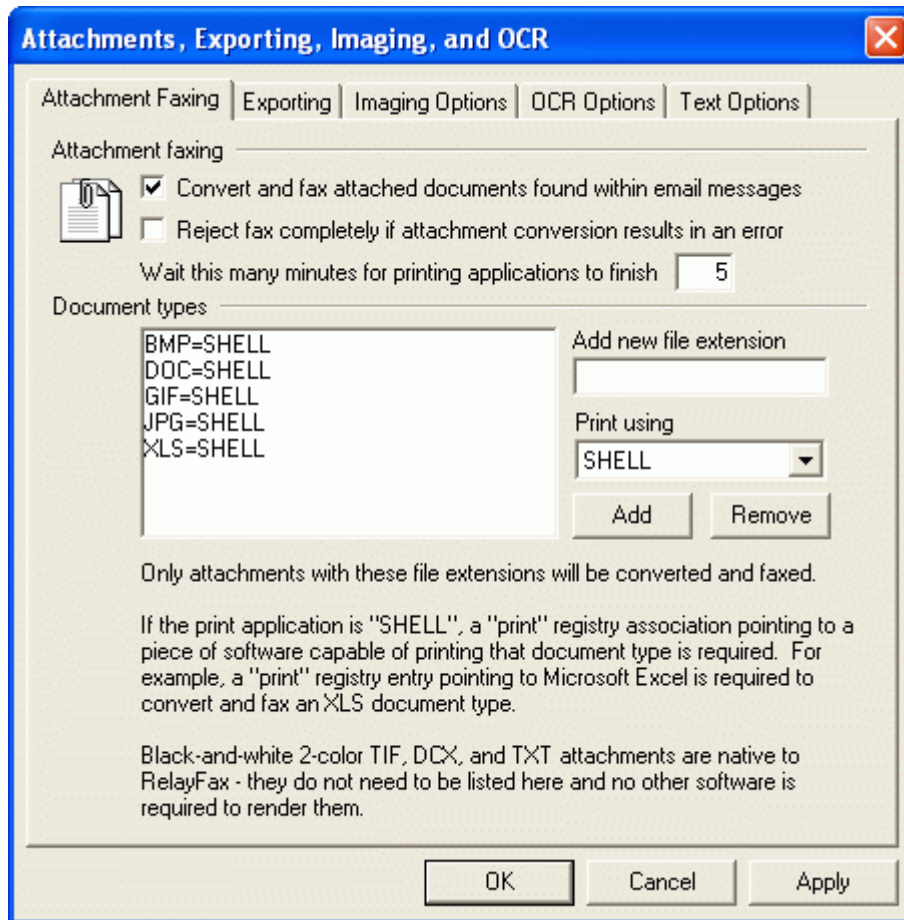 Attachments, Exporting, Imaging, and OCR
Attachment Faxing
Exporting
Imaging Options
OCR Options
Text Options
Attachment faxing
Convert and fax attached documents found within email messages
Reject fax completely if attachment conversion results in an error
Wait this many minutes for printing applications to finish 5
Document types
BMP=SHELL
DOC=SHELL
GIF=SHELL
JPG=SHELL
XLS=SHELL
Add new file extension
Print using
SHELL
Add
Remove
Only attachments with these file extensions will be converted and faxed.
If the print application is "SHELL", a "print" registry association pointing to a
piece of software capable of printing that document type is required.  For
example, a "print" registry entry pointing to Microsoft Excel is required to
convert and fax an XLS document type.
Black-and-white 2-color TIF, DCX, and TXT attachments are native to
RelayFax - they do not need to be listed here and no other software is
required to render them.
OK
Cancel
Apply